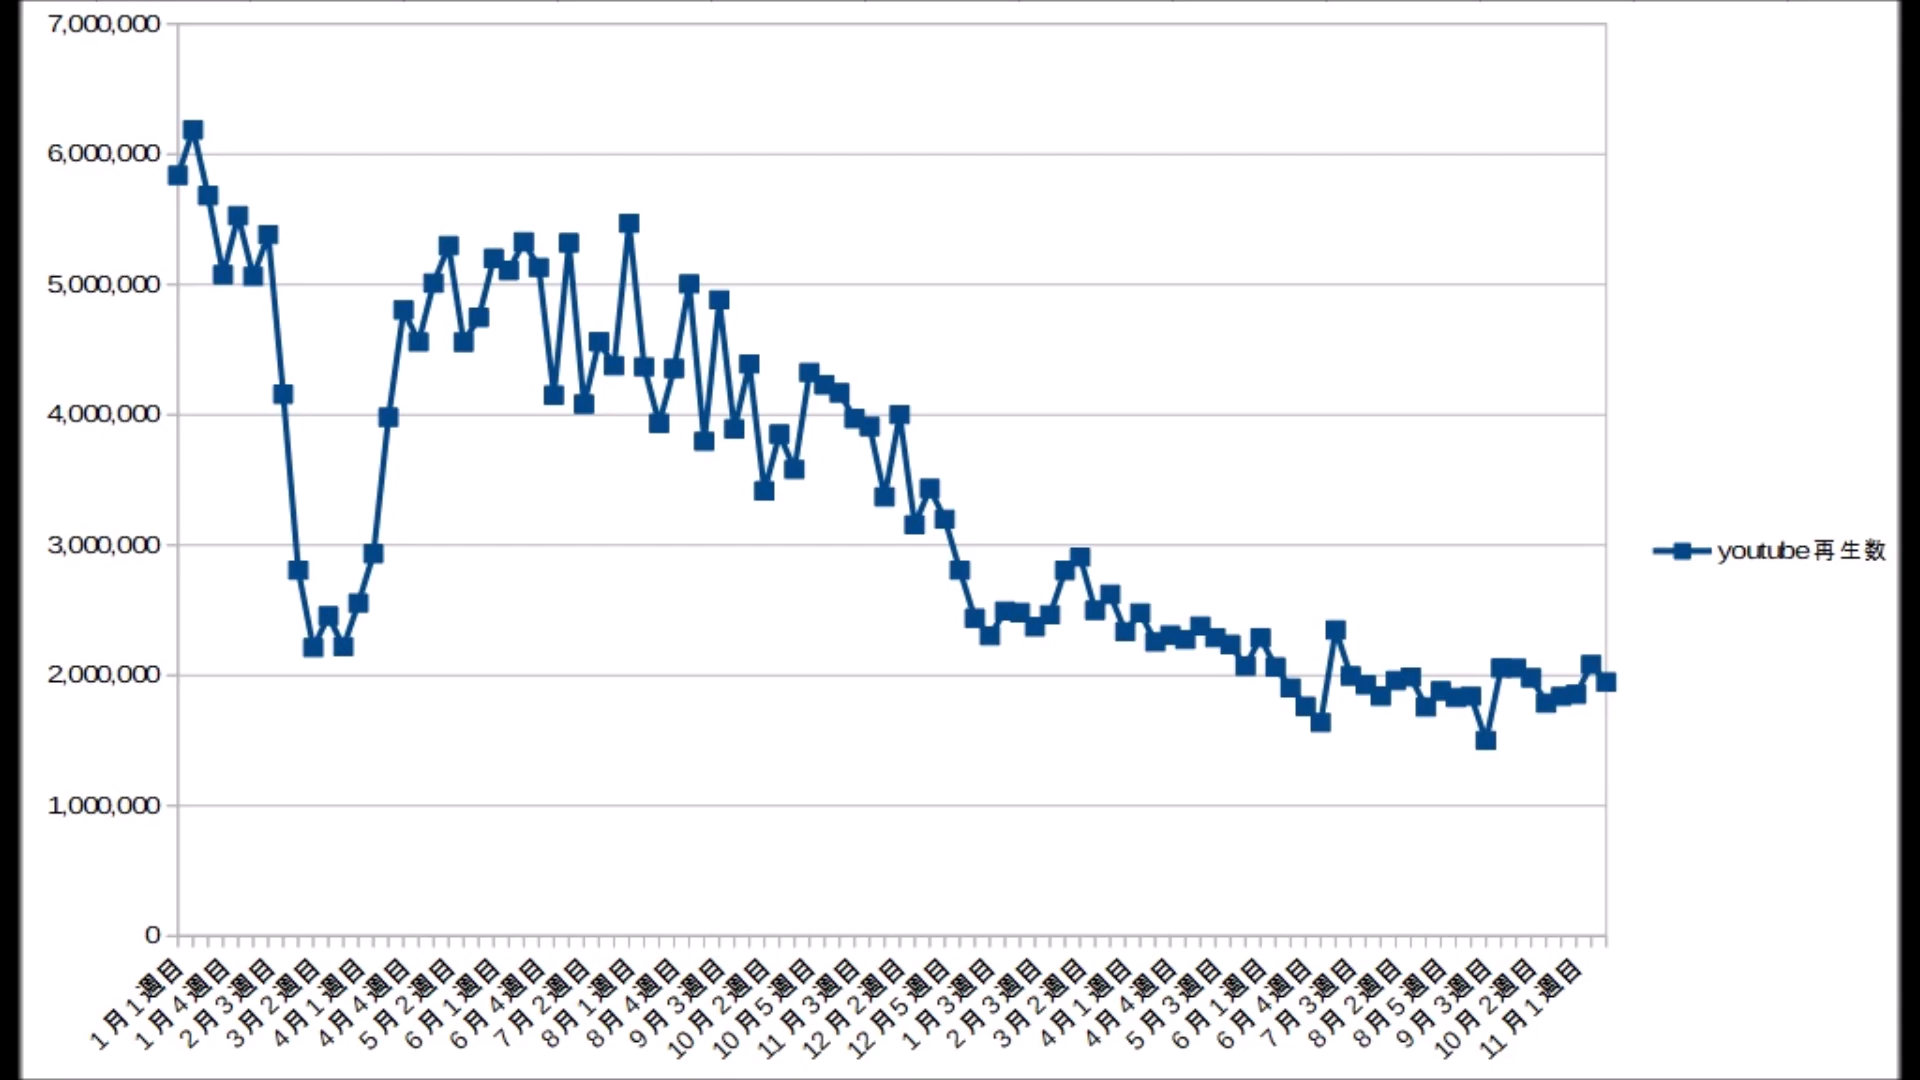 7,000,000
6,000,000
5,000,000
4,000,000
3,000,000
2,000,000
1,000,000
0
youtube再生数
1月1週目
1月4週目
2月3週目
3月2週目
4月1週目
4月4週目
5月2週目
6月1週目
6月4週目
7月2週目
8月1週目
8月4週目
9月3週目
10月2週目
10月5週目
11月3週目
12月2週目
12月5週目
1月3週目
2月3週目
3月2週目
4月1週目
4月4週目
5月3週目
6月1週目
6月4週目
7月3週目
8月2週目
8月5週目
9月3週目
10月2週目
11月1週目